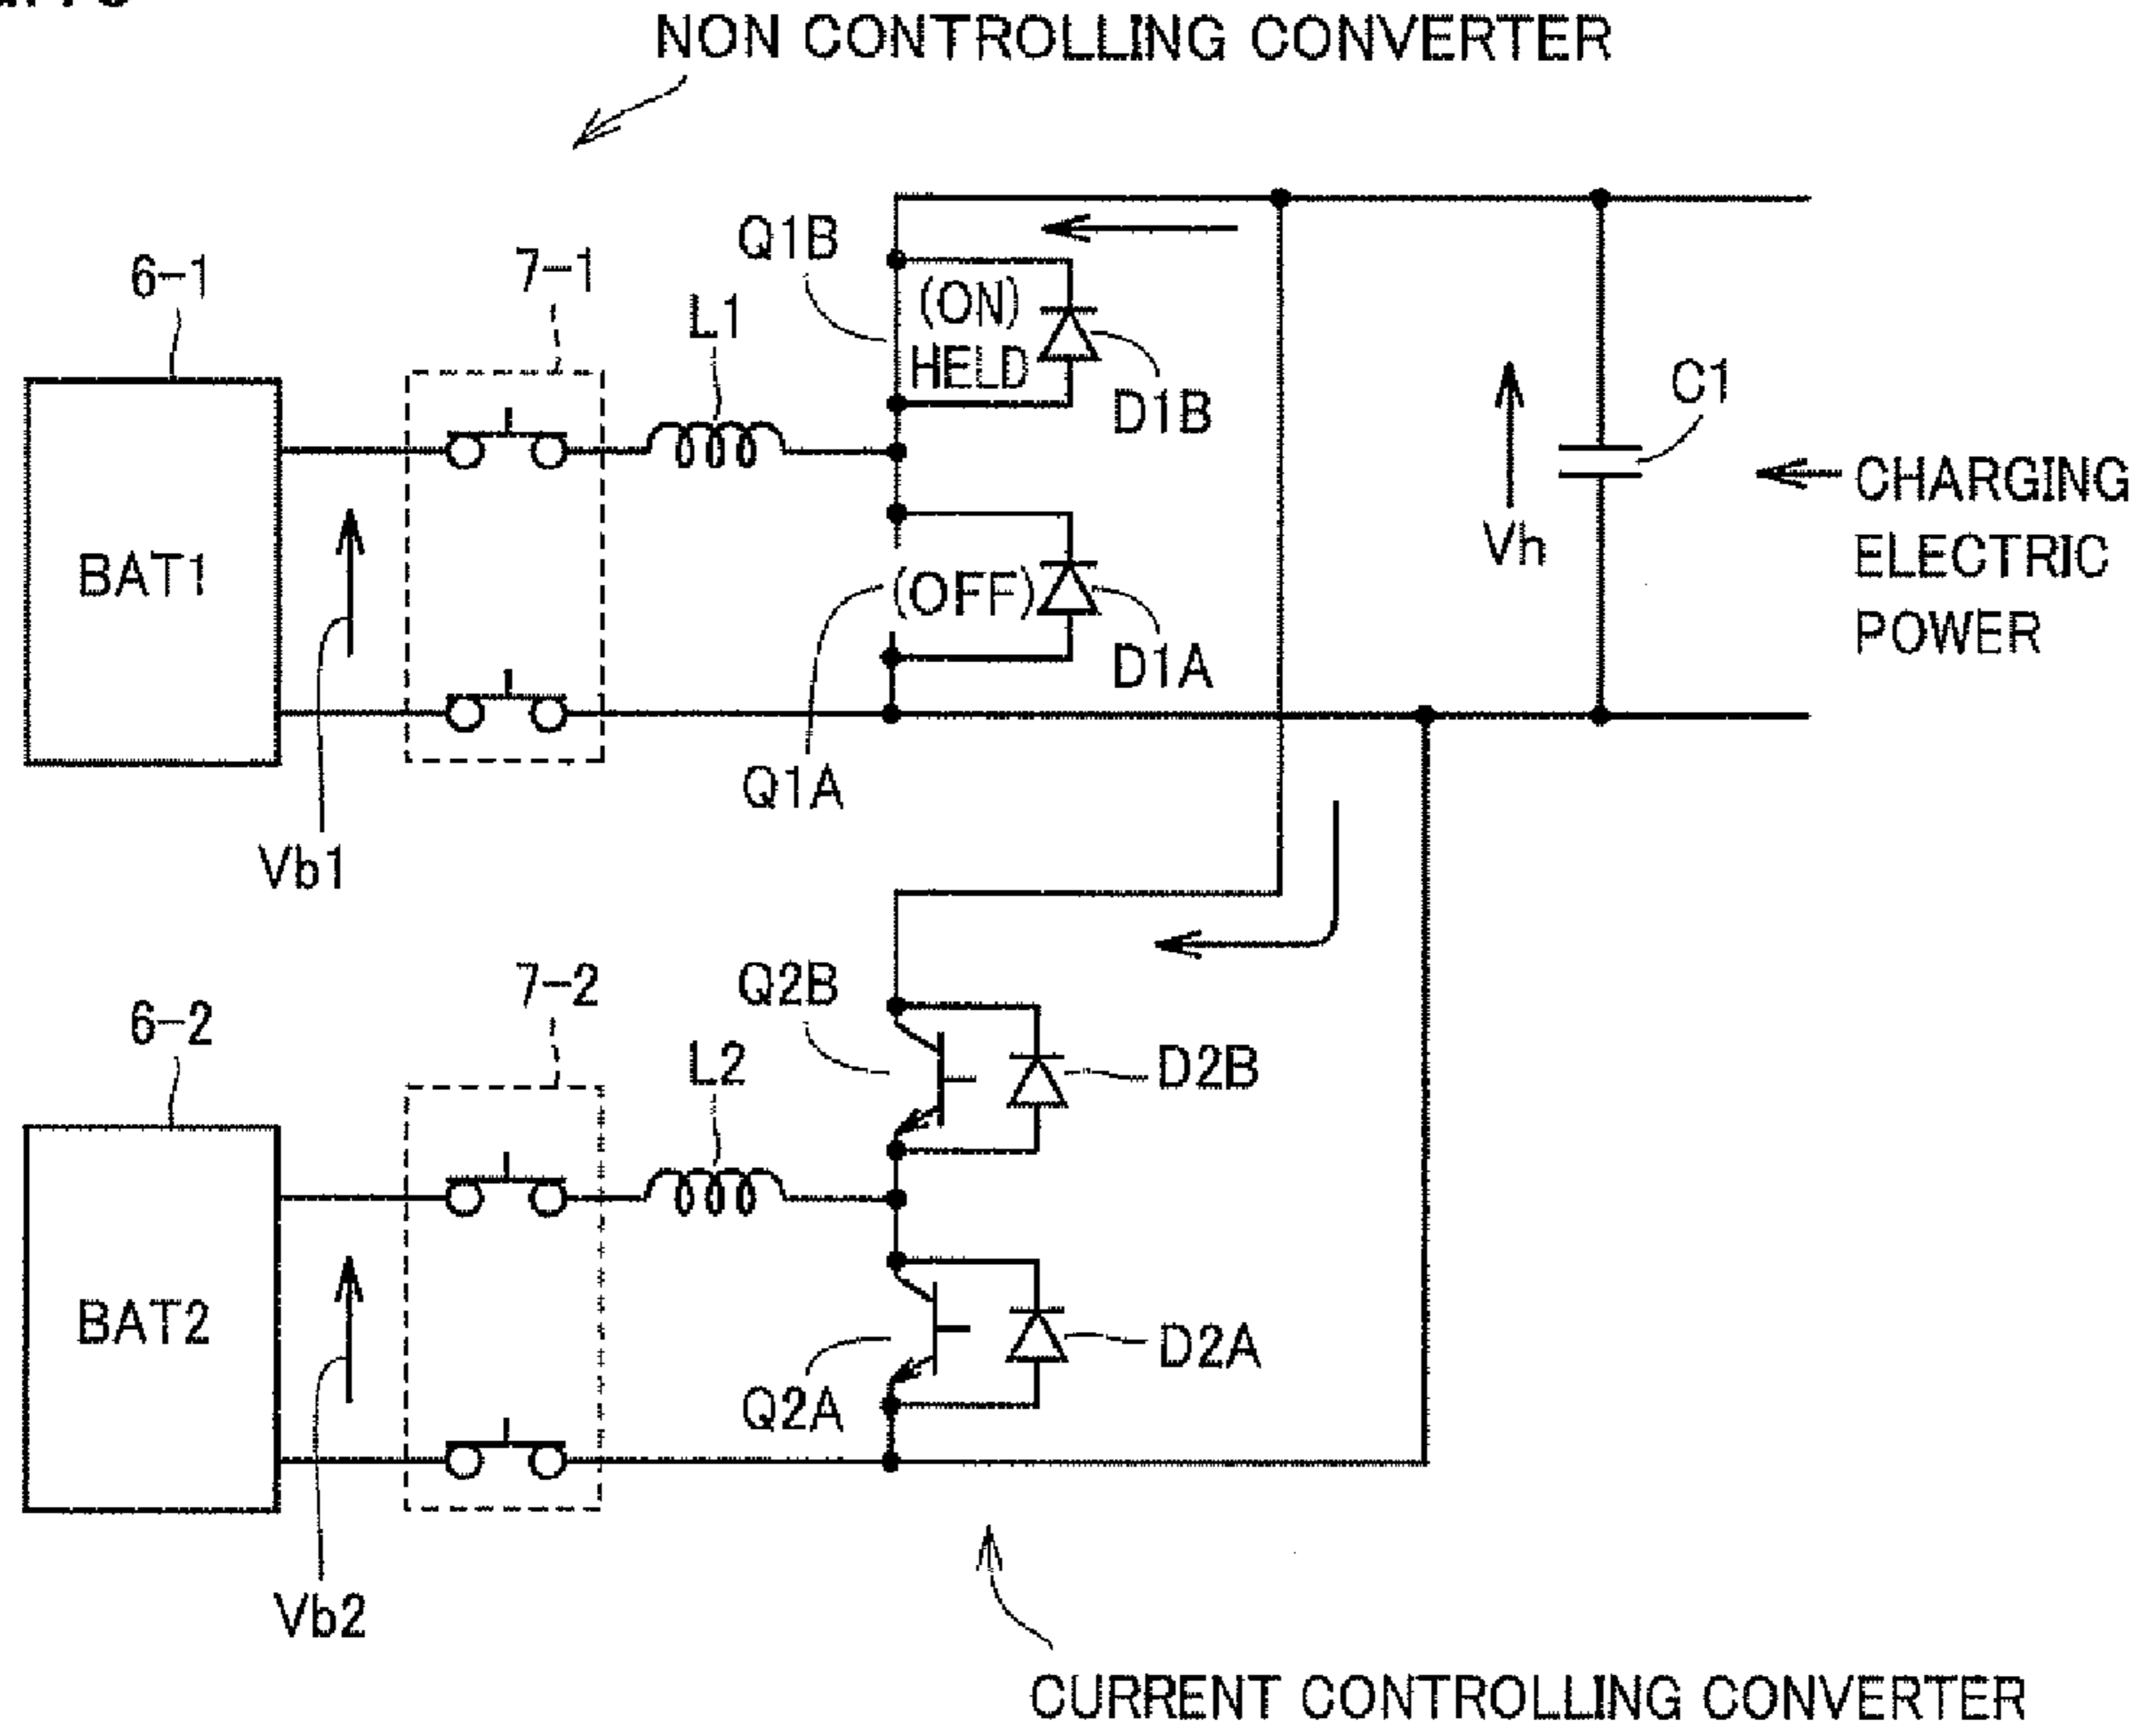 NON CONTROLLING CONVERTER
Q1B
6-1
7-1
L1
(ON)
HELD
D1B
C1
CHARGING
ELECTRIC
POWER
Vh
BAT1
(OFF)
D1A
Q1A
Vb1
Q2B
6-2
7-2
L2
D2B
BAT2
D2A
Q2A
Vb2
CURRENT CONTROLLING CONVERTER